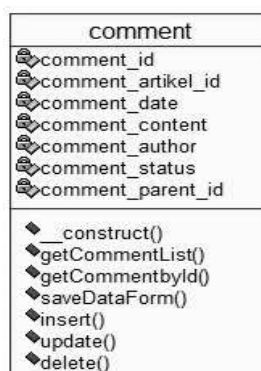 comment
comment_id
comment_artikel_id
comment_date
comment_content
comment_author
comment_status
comment_parent_id
__construct()
getCommentList()
getCommentbyId()
saveDataForm()
insert()
update()
delete()